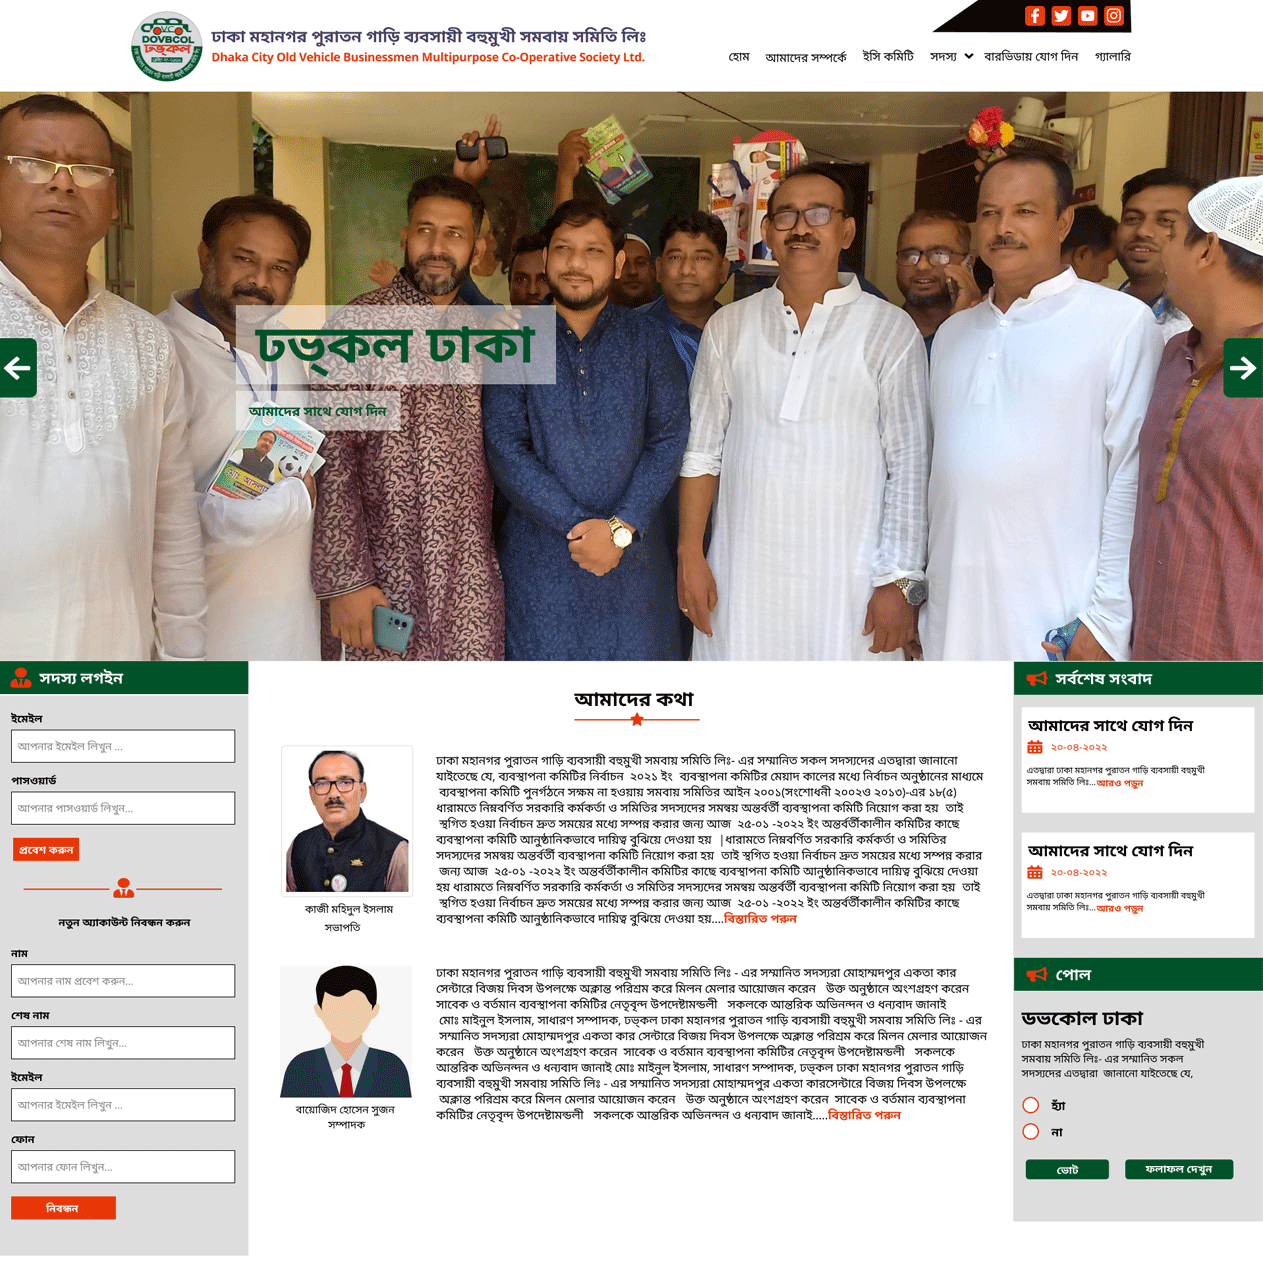 DOVBCOL
ঢভ্কল
ঢাকা মহানগর পুরাতন গাড়ি ব্যবসায়ী বহুমুখী সমবায় সমিতি লিঃ
Dhaka City Old Vehicle Businessmen Multipurpose Co-Operative Society Ltd.
হোম আমাদের সম্পর্কে ইসি কমিটি সদস্য বারভিডায় যোগ দিন গ্যালারি
ঢভ্কল ঢাকা
আমাদের সাথে যোগ দিন
সদস্য লগইন
ইমেইল
আপনার ইমেইল লিখুন ...
পাসওয়ার্ড
আপনার পাসওয়ার্ড লিখুন...
প্রবেশ করুন
নতুন অ্যাকাউন্ট নিবন্ধন করুন
নাম
আপনার নাম প্রবেশ করুন...
শেষ নাম
আপনার শেষ নাম লিখুন...
ইমেইল
আপনার ইমেইল লিখুন ...
ফোন
আপনার ফোন লিখুন...
নিবন্ধন
আমাদের কথা
কাজী মহিদুল ইসলাম
সভাপতি
ঢাকা মহানগর পুরাতন গাড়ি ব্যবসায়ী বহুমুখী সমবায় সমিতি লিঃ- এর সম্মানিত সকল সদস্যদের এতদ্বারা জানানো
যাইতেছে যে, ব্যবস্থাপনা কমিটির নির্বাচন ২০২১ ইং ব্যবস্থাপনা কমিটির মেয়াদ কালের মধ্যে নির্বাচন অনুষ্ঠানের মাধ্যমে
ব্যবস্থাপনা কমিটি পুনর্গঠনে সক্ষম না হওয়ায় সমবায় সমিতির আইন ২০০১(সংশোধনী ২০০২ও ২০১৩)-এর ১৮(৫)
ধারামতে নিম্নবর্ণিত সরকারি কর্মকর্তা ও সমিতির সদস্যদের সমন্বয় অন্তর্বর্তী ব্যবস্থাপনা কমিটি নিয়োগ করা হয় তাই
স্থগিত হওয়া নির্বাচন দ্রুত সময়ের মধ্যে সম্পন্ন করার জন্য আজ ২৫-০১ -২০২২ ইং অন্তর্বর্তীকালীন কমিটির কাছে
ব্যবস্থাপনা কমিটি আনুষ্ঠানিকভাবে দায়িত্ব বুঝিয়ে দেওয়া হয় |ধারামতে নিম্নবর্ণিত সরকারি কর্মকর্তা ও সমিতির
সদস্যদের সমন্বয় অন্তর্বর্তী ব্যবস্থাপনা কমিটি নিয়োগ করা হয় তাই স্থগিত হওয়া নির্বাচন দ্রুত সময়ের মধ্যে সম্পন্ন করার
জন্য আজ ২৫-০১ -২০২২ ইং অন্তর্বর্তীকালীন কমিটির কাছে ব্যবস্থাপনা কমিটি আনুষ্ঠানিকভাবে দায়িত্ব বুঝিয়ে দেওয়া
হয় ধারামতে নিম্নবর্ণিত সরকারি কর্মকর্তা ও সমিতির সদস্যদের সমন্বয় অন্তর্বর্তী ব্যবস্থাপনা কমিটি নিয়োগ করা হয় তাই
স্থগিত হওয়া নির্বাচন দ্রুত সময়ের মধ্যে সম্পন্ন করার জন্য আজ ২৫-০১ -২০২২ ইং অন্তর্বর্তীকালীন কমিটির কাছে
ব্যবস্থাপনা কমিটি আনুষ্ঠানিকভাবে দায়িত্ব বুঝিয়ে দেওয়া হয়....বিস্তারিত পরুন
বায়োজিদ হোসেন সুজন
সম্পাদক
ঢাকা মহানগর পুরাতন গাড়ি ব্যবসায়ী বহুমুখী সমবায় সমিতি লিঃ - এর সম্মানিত সদস্যরা মোহাম্মদপুর একতা কার
সেন্টারে বিজয় দিবস উপলক্ষে অক্লান্ত পরিশ্রম করে মিলন মেলার আয়োজন করেন উক্ত অনুষ্ঠানে অংশগ্রহণ করেন
সাবেক ও বর্তমান ব্যবস্থাপনা কমিটির নেতৃবৃন্দ উপদেষ্টামন্ডলী সকলকে আন্তরিক অভিনন্দন ও ধন্যবাদ জানাই
মোঃ মাইনুল ইসলাম, সাধারণ সম্পাদক, ঢভ্কল ঢাকা মহানগর পুরাতন গাড়ি ব্যবসায়ী বহুমুখী সমবায় সমিতি লিঃ - এর
সম্মানিত সদস্যরা মোহাম্মদপুর একতা কার সেন্টারে বিজয় দিবস উপলক্ষে অক্লান্ত পরিশ্রম করে মিলন মেলার আয়োজন
করেন উক্ত অনুষ্ঠানে অংশগ্রহণ করেন সাবেক ও বর্তমান ব্যবস্থাপনা কমিটির নেতৃবৃন্দ উপদেষ্টামন্ডলী সকলকে
আন্তরিক অভিনন্দন ও ধন্যবাদ জানাই মোঃ মাইনুল ইসলাম, সাধারণ সম্পাদক, ঢভ্কল ঢাকা মহানগর পুরাতন গাড়ি
ব্যবসায়ী বহুমুখী সমবায় সমিতি লিঃ - এর সম্মানিত সদস্যরা মোহাম্মদপুর একতা কারসেন্টারে বিজয় দিবস উপলক্ষে
অক্লান্ত পরিশ্রম করে মিলন মেলার আয়োজন করেন উক্ত অনুষ্ঠানে অংশগ্রহণ করেন সাবেক ও বর্তমান ব্যবস্থাপনা
কমিটির নেতৃবৃন্দ উপদেষ্টামন্ডলী সকলকে আন্তরিক অভিনন্দন ও ধন্যবাদ জানাই.....বিস্তারিত পরুন
সর্বশেষ সংবাদ
আমাদের সাথে যোগ দিন
২০-০৪-২০২২
এতদ্বারা ঢাকা মহানগর পুরাতন গাড়ি ব্যবসায়ী বহুমুখী
সমবায় সমিতি লিঃ...আরও পড়ুন
আমাদের সাথে যোগ দিন
২০-০৪-২০২২
এতদ্বারা ঢাকা মহানগর পুরাতন গাড়ি ব্যবসায়ী বহুমুখী
সমবায় সমিতি লিঃ...আরও পড়ুন
পোল
ডভকোল ঢাকা
ঢাকা মহানগর পুরাতন গাড়ি ব্যবসায়ী বহুমুখী
সমবায় সমিতি লিঃ- এর সম্মানিত সকল
সদস্যদের এতদ্বারা জানানো যাইতেছে যে,
হ্যাঁ
না
ভোট ফলাফল দেখুন